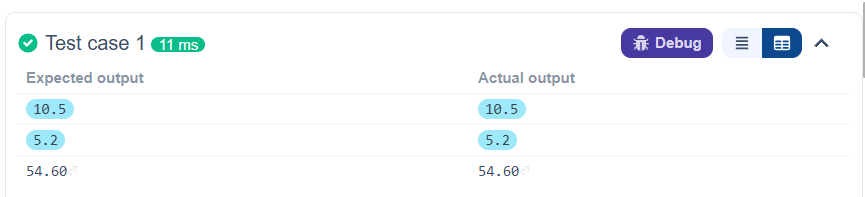 Test case 1 11 ms Debug
Expected output Actual output
10.5 10.5
5.2 5.2
54.60 54.60